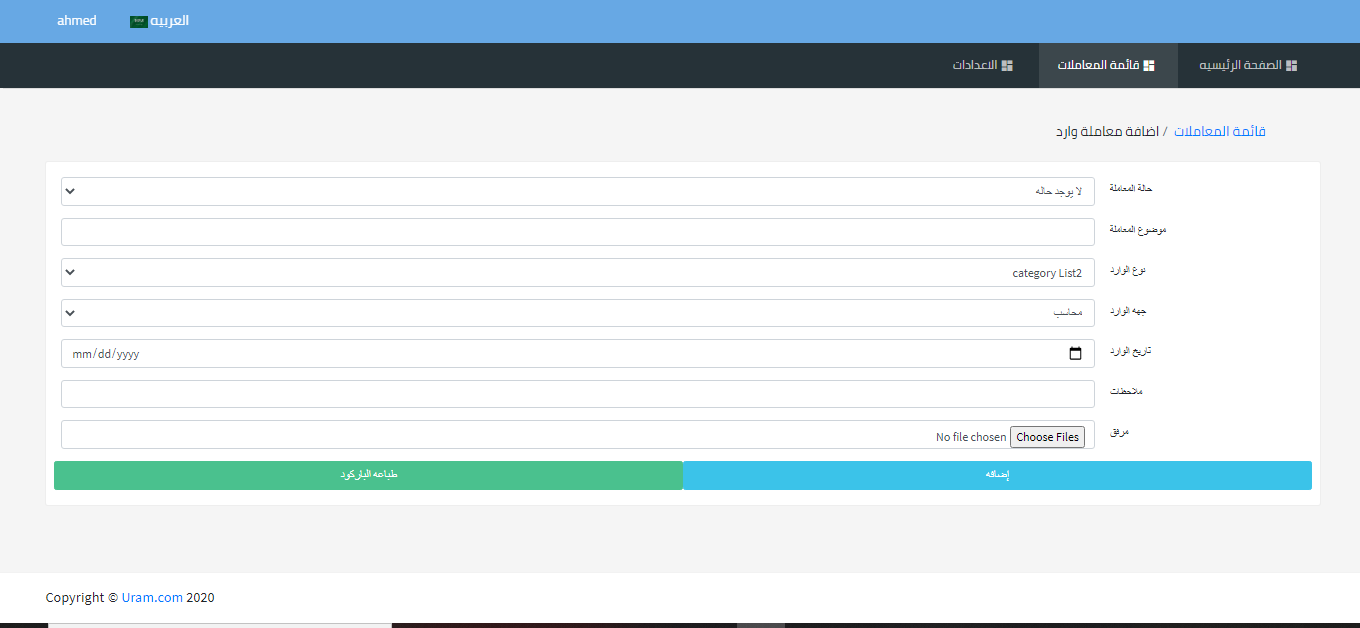 العربيه ahmed
الصفحة الرئيسيه قائمة المعاملات الاعدادات
قائمة المعاملات / اضافة معاملة وارد
حالة المعاملة لا يوجد حاله
موضوع المعاملة
نوع الوارد category List2
جهه الوارد محاسب
تاريخ الوارد mm/dd/yyyy
ملاحظات
مرفق Choose Files No file chosen
إضافه طباعه الباركود
Copyright © Uram.com 2020